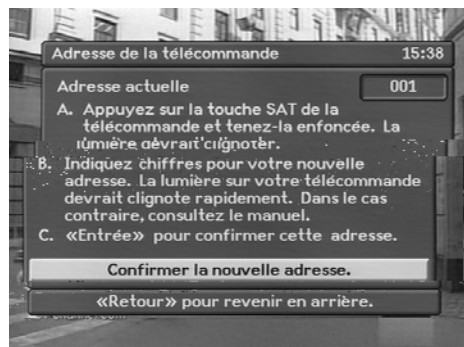 Adresse de la télécommande 15:38
Adresse actuelle 001
A. Appuyez sur la touche SAT de la
télécommande et tenez-la enfoncée. La
lumière devrait clignoter.
B. Indiquez chiffres pour votre nouvelle
adresse. La lumière sur votre télécommande
devrait clignote rapidement. Dans le cas
contraire, consultez le manuel.
C. «Entrée» pour confirmer cette adresse.
Confirmer la nouvelle adresse.
«Retour» pour revenir en arrière.